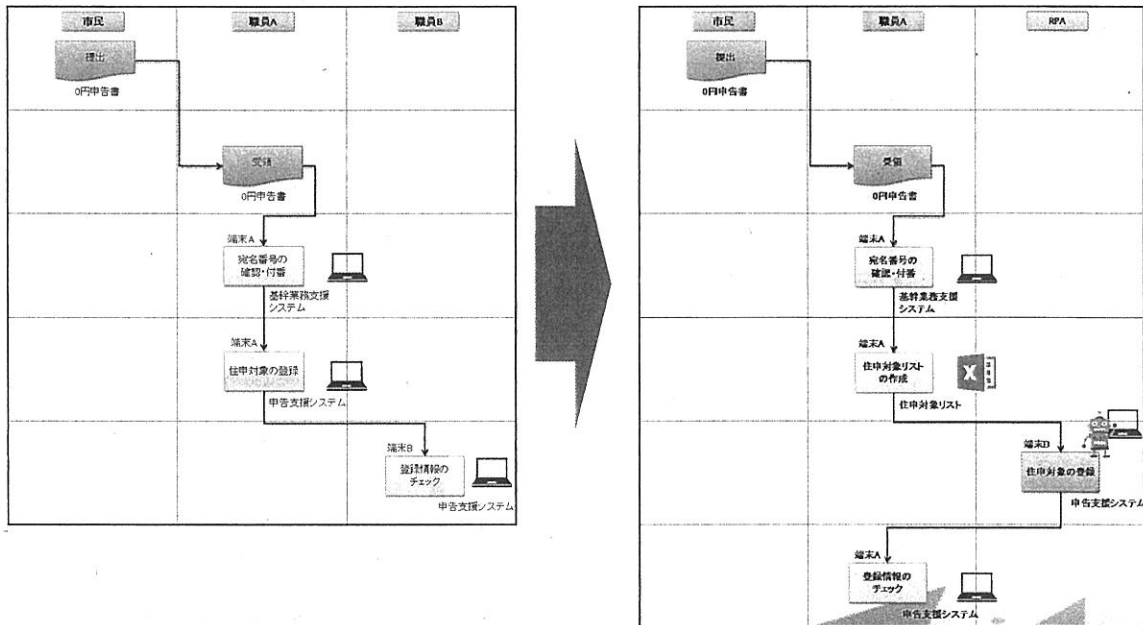 市民
職員A
職員B
提出
0円申告書
受領
0円申告書
端末A
宛名番号の
確認・付番
基幹業務支援
システム
端末A
住申対象の登録
申告支援システム
端末B
登録情報の
チェック
申告支援システム
市民
職員A
RPA
提出
0円申告書
受領
0円申告書
端末A
宛名番号の
確認・付番
基幹業務支援
システム
端末A
住申対象リスト
の作成
X
住申対象リスト
住申対象の登録
申告支援システム
端末A
登録情報の
チェック
申告支援システム